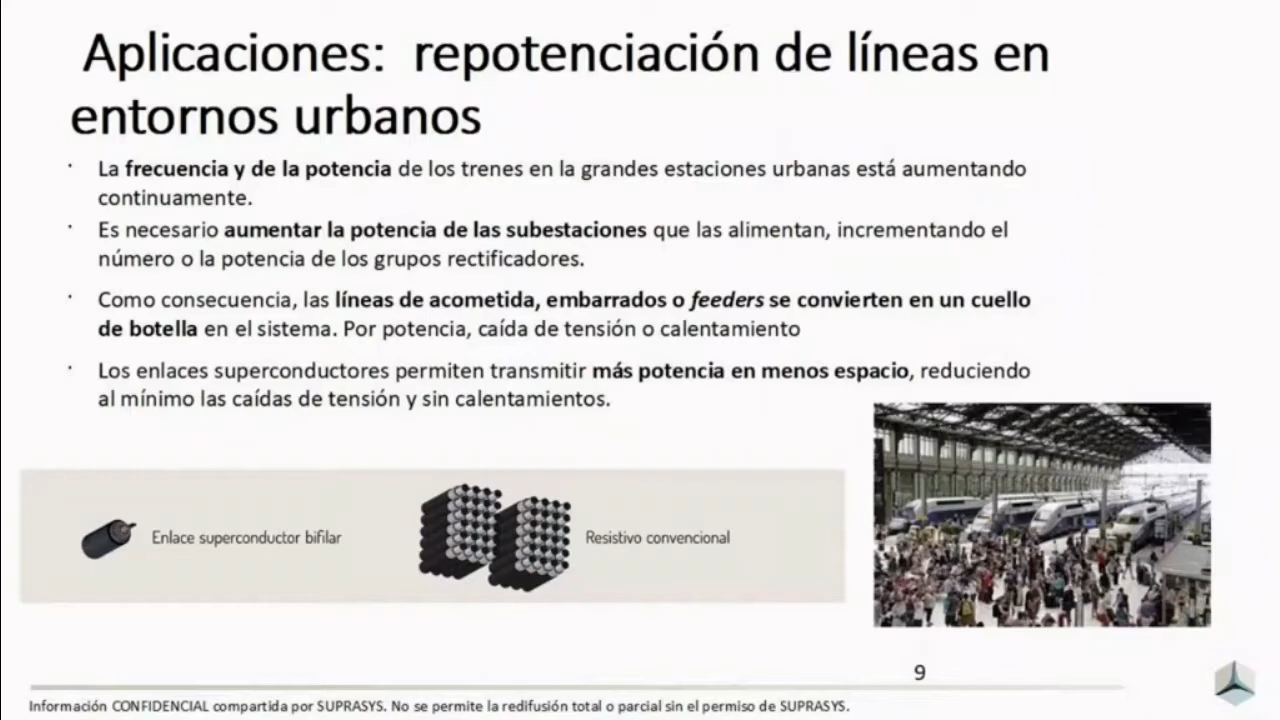 Aplicaciones: repotenciación de líneas en
entornos urbanos
· La frecuencia y de la potencia de los trenes en la grandes estaciones urbanas está aumentando
continuamente.
· Es necesario aumentar la potencia de las subestaciones que las alimentan, incrementando el
número o la potencia de los grupos rectificadores.
· Como consecuencia, las líneas de acometida, embarrados o feeders se convierten en un cuello
de botella en el sistema. Por potencia, caída de tensión o calentamiento
· Los enlaces superconductores permiten transmitir más potencia en menos espacio, reduciendo
al mínimo las caídas de tensión y sin calentamientos.
Enlace superconductor bifilar
Resistivo convencional
9
Información CONFIDENCIAL compartida por SUPRASYS. No se permite la redifusión total o parcial sin el permiso de SUPRASYS.